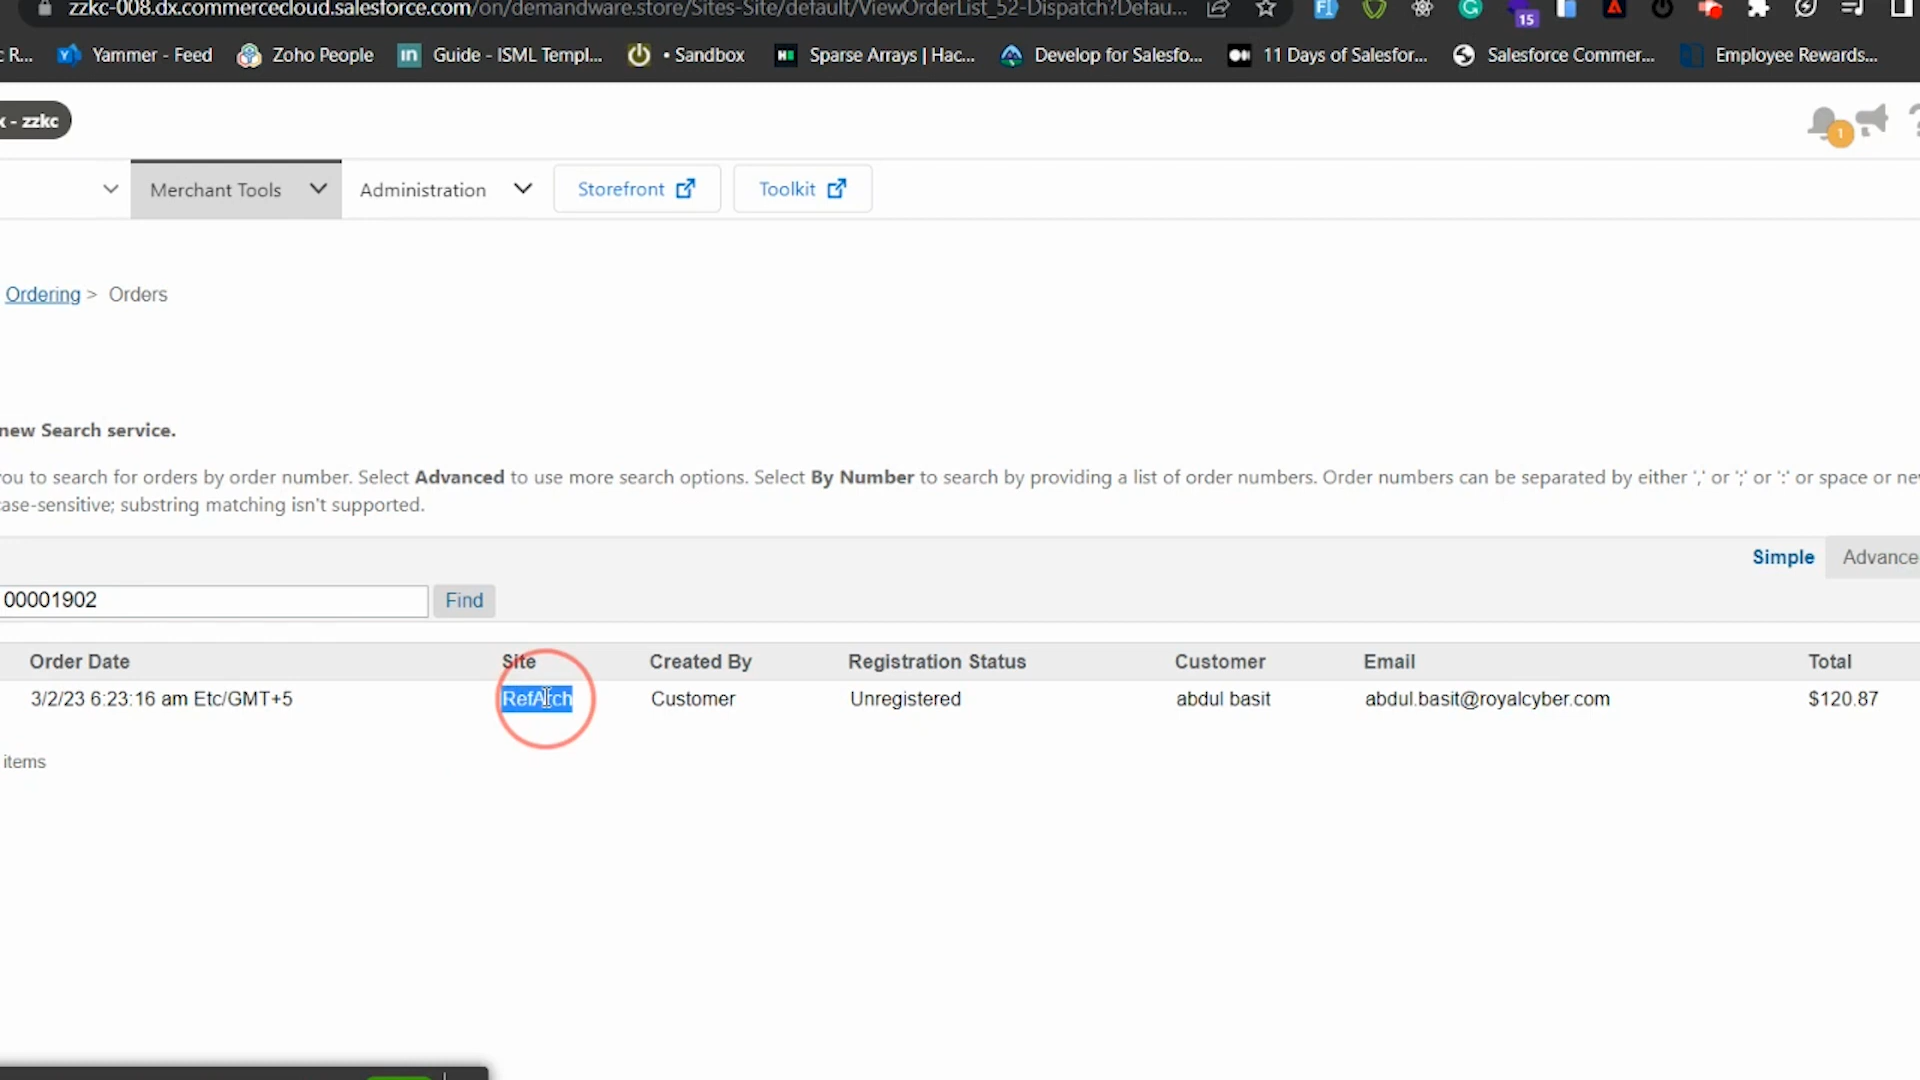 zzkc-008.dx.commercecloud.salesforce.com/on/demandware.store/Sites-Site/default/ViewOrderList_52-Dispatch?Defau...
15
R...
Yammer - Feed
Zoho People
Guide - ISML Templ...
• Sandbox
Sparse Arrays | Hac...
Develop for Salesfo...
11 Days of Salesfor...
Salesforce Commer...
Employee Rewards...
x - zzkc
1
Merchant Tools
Administration
Storefront
Toolkit
Ordering > Orders
new Search service.
you to search for orders by order number. Select Advanced to use more search options. Select By Number to search by providing a list of order numbers. Order numbers can be separated by either ',' or ';' or ':' or space or new
case-sensitive; substring matching isn't supported.
Simple
Advance
00001902
Find
Order Date Site Created By Registration Status Customer Email Total
3/2/23 6:23:16 am Etc/GMT+5 RefArch Customer Unregistered abdul basit abdul.basit@royalcyber.com $120.87
items